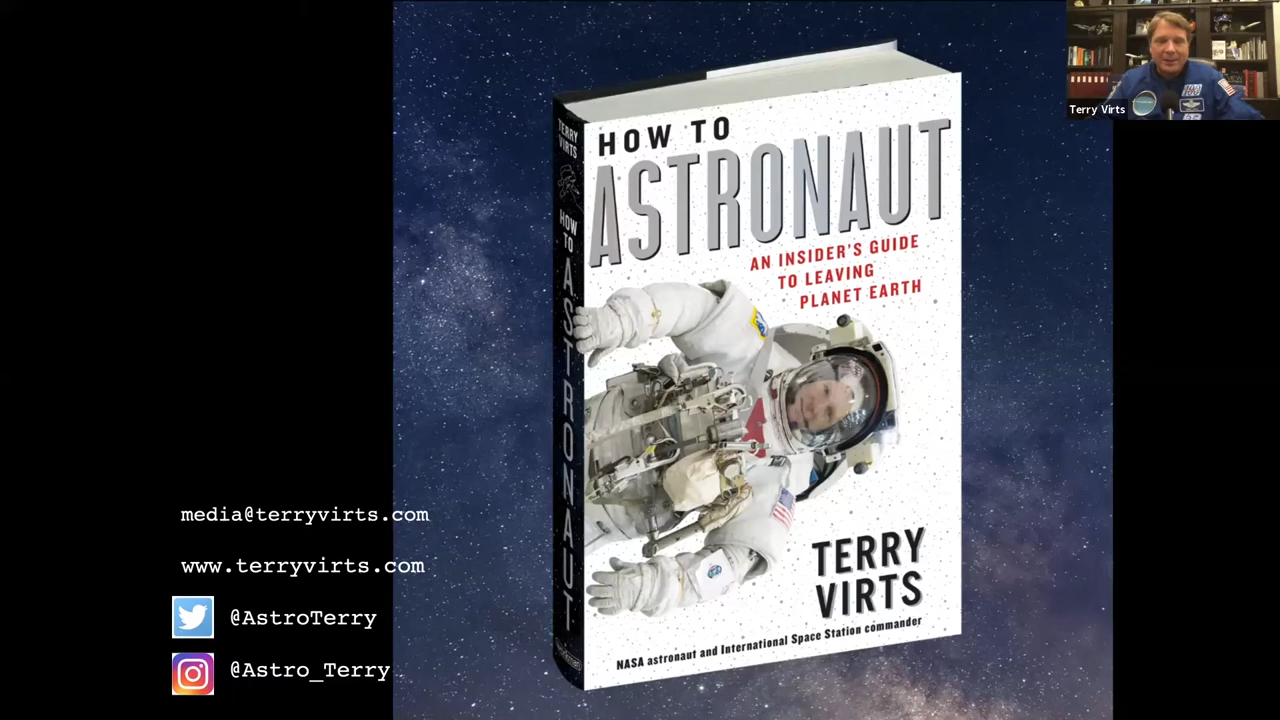 HOW TO
ASTRONAUT
AN INSIDER'S GUIDE
TO LEAVING
PLANET EARTH
TERRY
VIRTS
NASA astronaut and International Space Station commander
TERRY
VIRTS
HOW
TO
ASTRONAUT
media@terryvirts.com
www.terryvirts.com
@AstroTerry
@Astro_Terry
Terry Virts